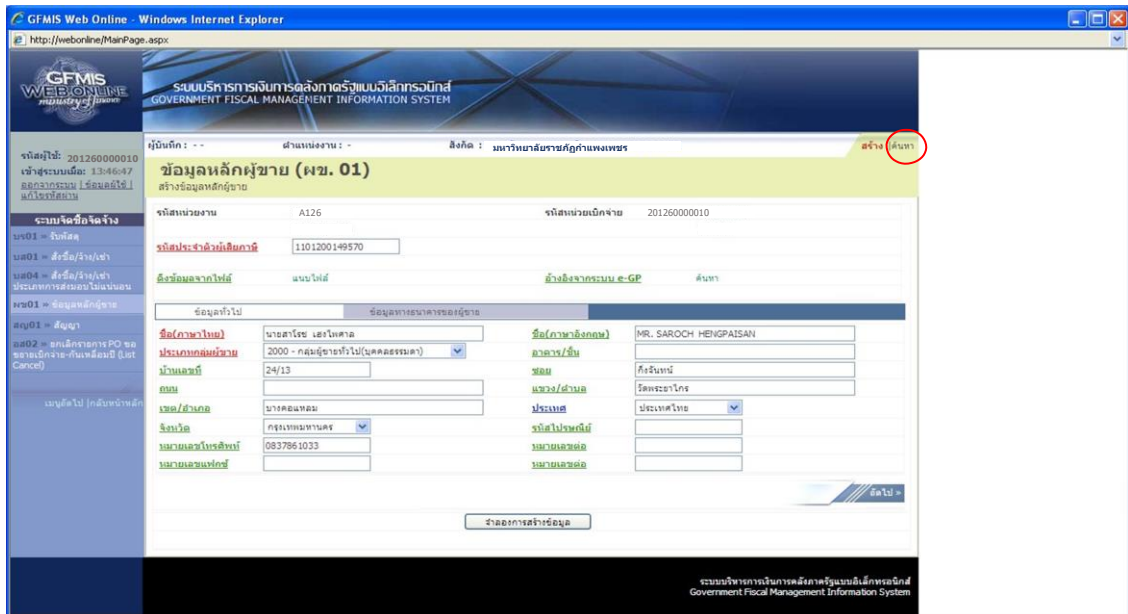 GFMIS Web Online - Windows Internet Explorer
http://webonline/MainPage.aspx
GFMIS
WEB ONLINE
ministry of finance
ระบบบริหารการเงินการคลังภาครัฐแบบอิเล็กทรอนิกส์
GOVERNMENT FISCAL MANAGEMENT INFORMATION SYSTEM
รหัสผู้ใช้: 201260000010
เข้าสู่ระบบเมื่อ: 13:46:47
ออกจากระบบ | ข้อมูลผู้ใช้ |
แก้ไขรหัสผ่าน
ผู้บันทึก : - - ตำแหน่งงาน : - สังกัด : มหาวิทยาลัยราชภัฏกำแพงเพชร สร้าง |ค้นหา
ข้อมูลหลักผู้ขาย (ผข. 01)
สร้างข้อมูลหลักผู้ขาย
ระบบจัดซื้อจัดจ้าง
บร01 = รับพัสดุ
บส01 = สั่งซื้อ/จ้าง/เช่า
บส04 = สั่งซื้อ/จ้าง/เช่า
ประเภทการส่งมอบไม่แน่นอน
ผข01 = ข้อมูลหลักผู้ขาย
สญ01 = สัญญา
อส02 = ยกเลิกรายการ PO ขอ
ขยายเบิกจ่าย-กันเหลื่อมปี (List
Cancel)
เมนูถัดไป |กลับหน้าหลัก
รหัสหน่วยงาน A126 รหัสหน่วยเบิกจ่าย 201260000010
รหัสประจำตัวผู้เสียภาษี 1101200149570
ดึงข้อมูลจากไฟล์ แนบไฟล์ อ้างอิงจากระบบ e-GP ค้นหา
ข้อมูลทั่วไป ข้อมูลทางธนาคารของผู้ขาย
ชื่อ(ภาษาไทย) นายสาโรช เฮงไพศาล ชื่อ(ภาษาอังกฤษ) MR. SAROCH HENGPAISAN
ประเภทกลุ่มผู้ขาย 2000 - กลุ่มผู้ขายทั่วไป(บุคคลธรรมดา) อาคาร/ชั้น
บ้านเลขที่ 24/13 ซอย กิ่งจันทน์
ถนน แขวง/ตำบล วัดพระยาไกร
เขต/อำเภอ บางคอแหลม ประเทศ ประเทศไทย
จังหวัด กรุงเทพมหานคร รหัสไปรษณีย์
หมายเลขโทรศัพท์ 0837861033 หมายเลขต่อ
หมายเลขแฟกซ์ หมายเลขต่อ
ถัดไป »
จำลองการสร้างข้อมูล
ระบบบริหารการเงินการคลังภาครัฐแบบอิเล็กทรอนิกส์
Government Fiscal Management Information System